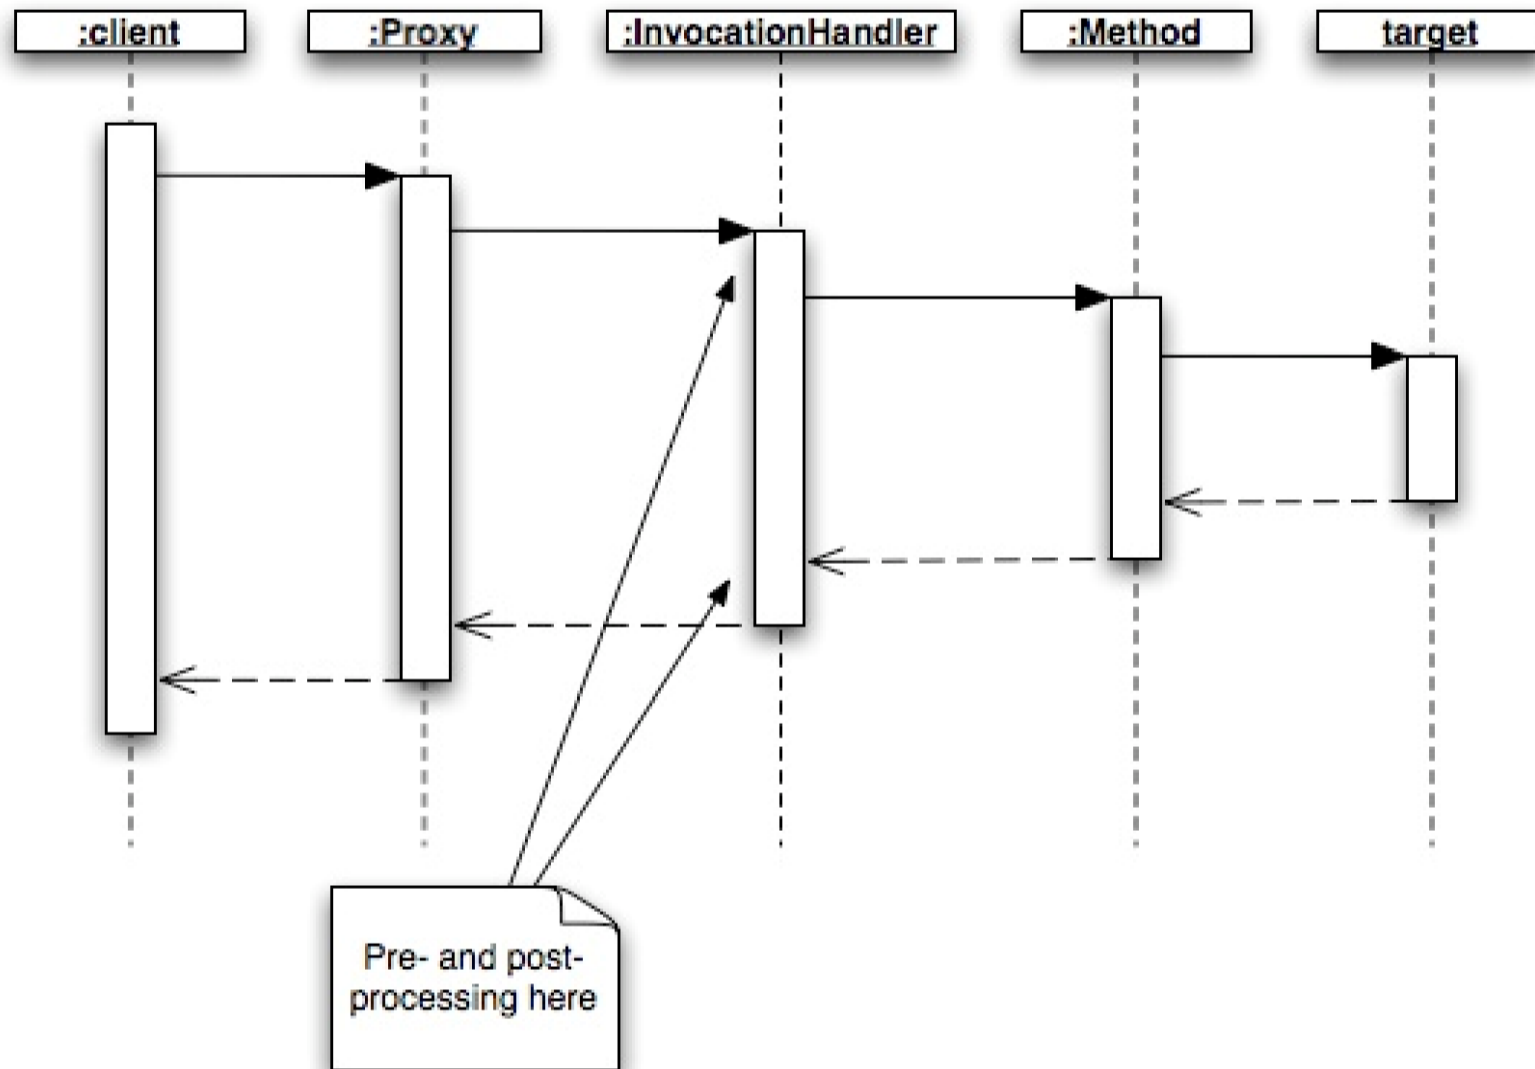 :client
:Proxy
:InvocationHandler
:Method
target
Pre- and post-
processing here